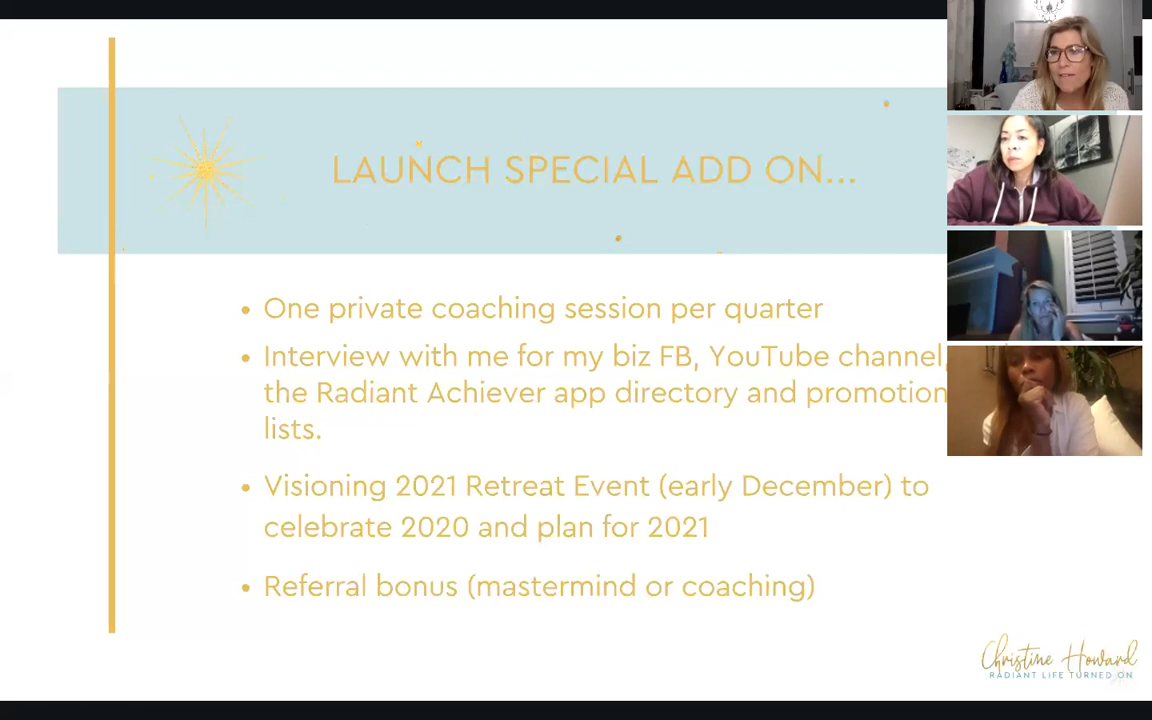 LAUNCH SPECIAL ADD ON...
• One private coaching session per quarter
• Interview with me for my biz FB, YouTube channel,
the Radiant Achiever app directory and promotion
lists.
• Visioning 2021 Retreat Event (early December) to
celebrate 2020 and plan for 2021
• Referral bonus (mastermind or coaching)
Christine Howard
RADIANT LIFE TURNED ON